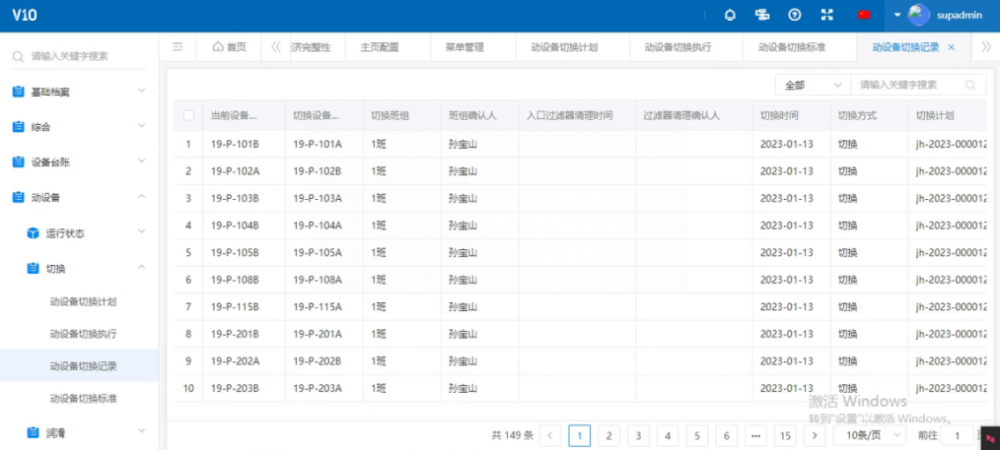 V10
supadmin
请输入关键字搜索
首页
济完整性
主页配置
菜单管理
动设备切换计划
动设备切换执行
动设备切换标准
动设备切换记录
基础档案
综合
设备台账
动设备
运行状态
切换
动设备切换计划
动设备切换执行
动设备切换记录
动设备切换标准
润滑
全部
请输入关键字搜索
当前设备... 切换设备... 切换班组 班组确认人 入口过滤器清理时间 过滤器清理确认人 切换时间 切换方式 切换计划
1 19-P-101B 19-P-101A 1班 孙宝山 2023-01-13 切换 jh-2023-000012
2 19-P-102A 19-P-102B 1班 孙宝山 2023-01-13 切换 jh-2023-000012
3 19-P-103B 19-P-103A 1班 孙宝山 2023-01-13 切换 jh-2023-000012
4 19-P-104B 19-P-104A 1班 孙宝山 2023-01-13 切换 jh-2023-000012
5 19-P-105B 19-P-105A 1班 孙宝山 2023-01-13 切换 jh-2023-000012
6 19-P-108B 19-P-108A 1班 孙宝山 2023-01-13 切换 jh-2023-000012
7 19-P-115B 19-P-115A 1班 孙宝山 2023-01-13 切换 jh-2023-000012
8 19-P-201B 19-P-201A 1班 孙宝山 2023-01-13 切换 jh-2023-000012
9 19-P-202A 19-P-202B 1班 孙宝山 2023-01-13 切换 jh-2023-000012
10 19-P-203B 19-P-203A 1班 孙宝山 2023-01-13 切换 jh-2023-000012
激活 Windows
转到"设置"以激活 Windows。
共 149 条 1 2 3 4 5 6 ... 15 10条/页 前往 1